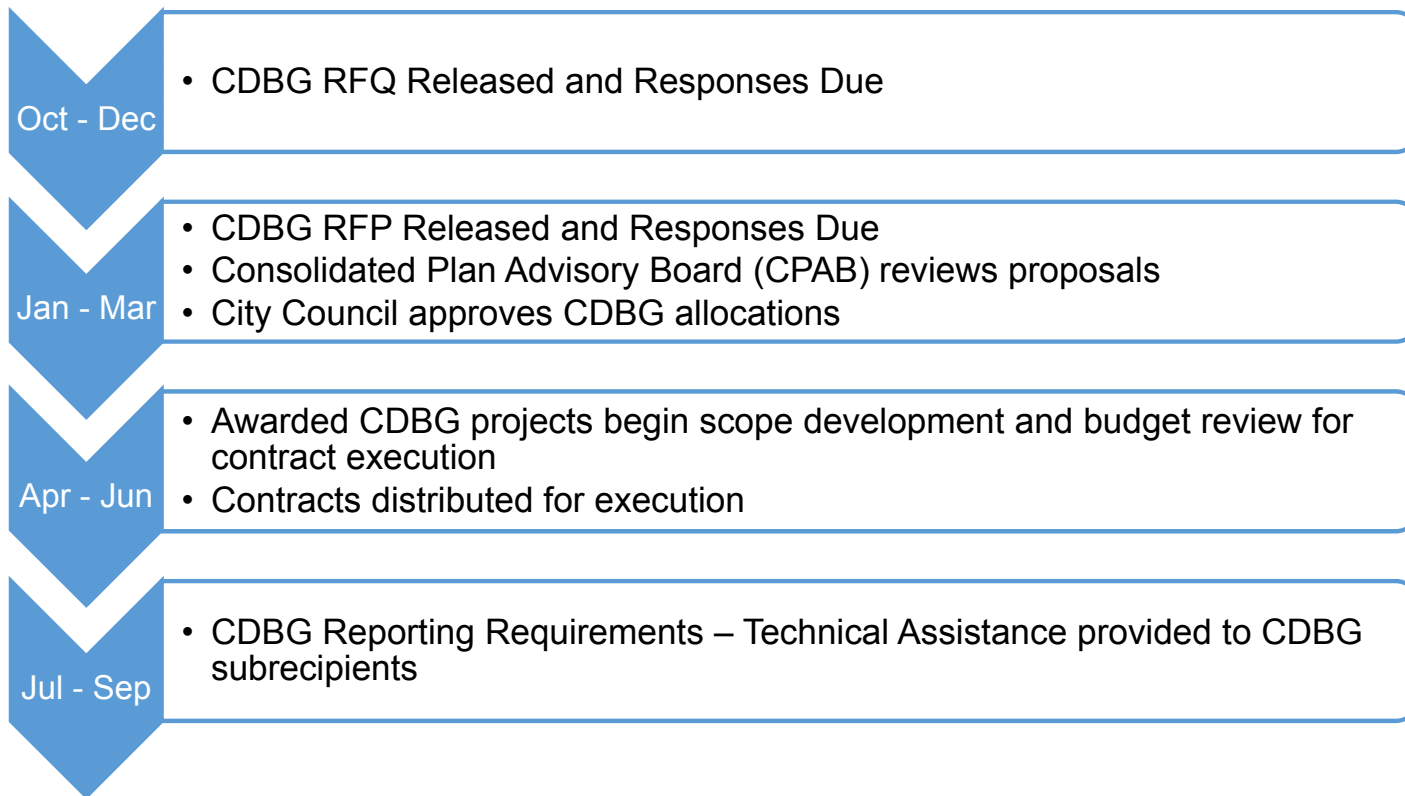 Oct - Dec
• CDBG RFQ Released and Responses Due
Jan - Mar
• CDBG RFP Released and Responses Due
• Consolidated Plan Advisory Board (CPAB) reviews proposals
• City Council approves CDBG allocations
Apr - Jun
• Awarded CDBG projects begin scope development and budget review for
contract execution
• Contracts distributed for execution
Jul - Sep
• CDBG Reporting Requirements – Technical Assistance provided to CDBG
subrecipients